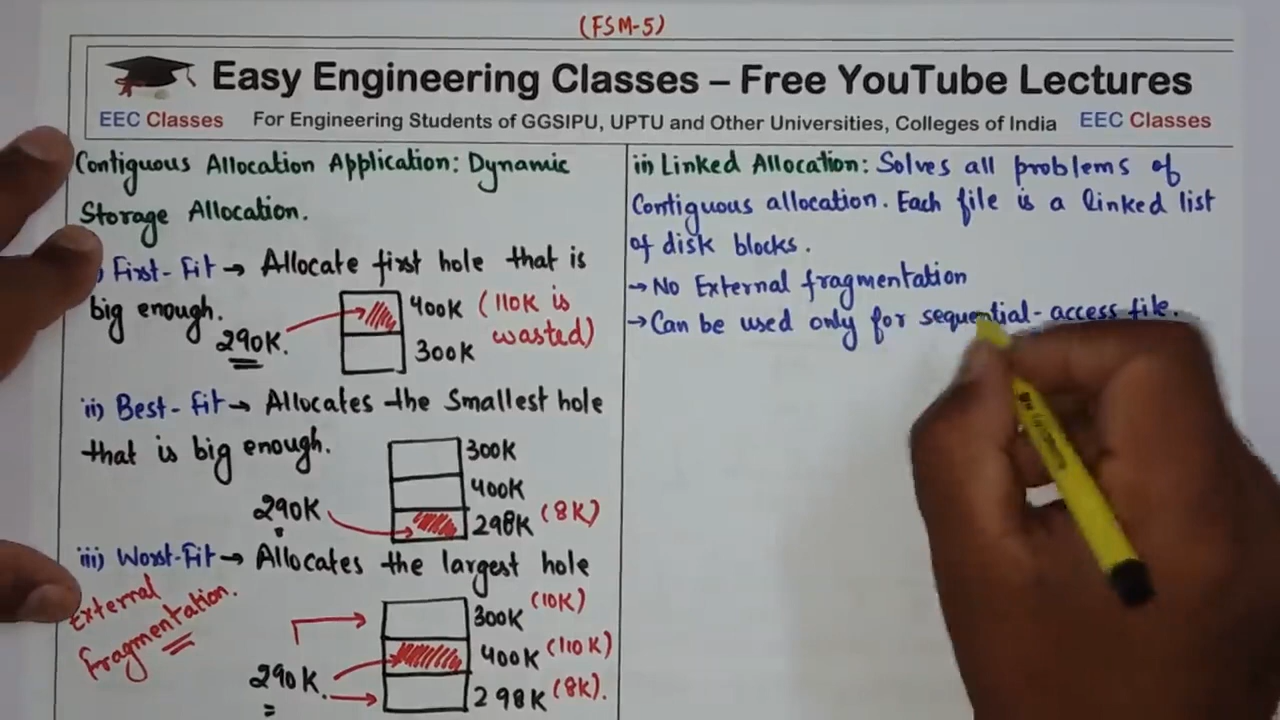 (FSM-5)
Easy Engineering Classes – Free YouTube Lectures
EEC Classes For Engineering Students of GGSIPU, UPTU and Other Universities, Colleges of India EEC Classes
Contiguous Allocation Application: Dynamic
Storage Allocation.
i) First-Fit → Allocate first hole that is
big enough.
290K.
400K (110K is
wasted)
300K
ii) Best-Fit → Allocates the smallest hole
that is big enough.
300K
400K
290K
298K (8K)
iii) Worst-Fit → Allocates the largest hole
External
fragmentation.
300K (10K)
400K (110K)
290K.
298K (8K).
ii) Linked Allocation: Solves all problems of
Contiguous allocation. Each file is a linked list
of disk blocks.
→ No External fragmentation
→ Can be used only for sequential-access file.